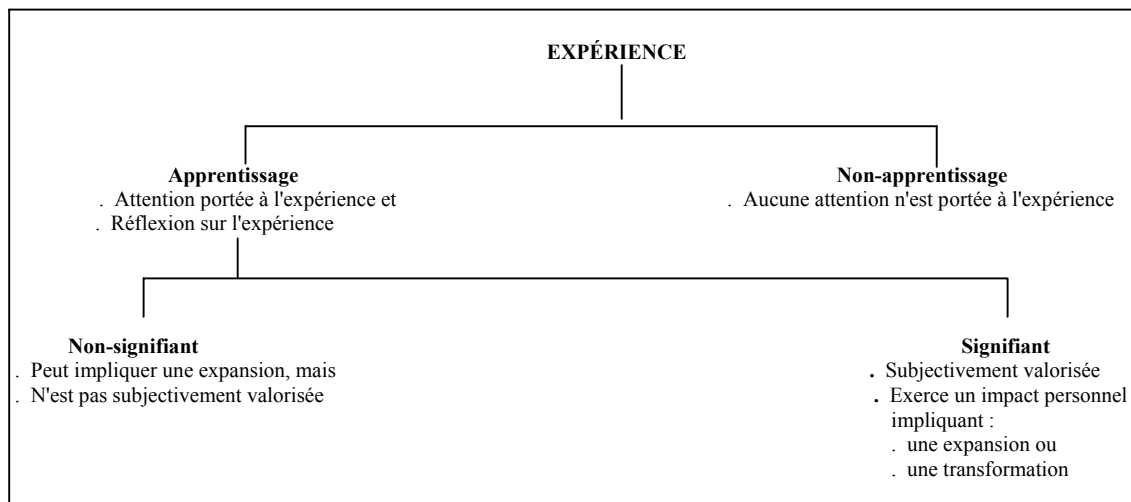 EXPÉRIENCE
Apprentissage
. Attention portée à l'expérience et
. Réflexion sur l'expérience
Non-apprentissage
. Aucune attention n'est portée à l'expérience
Non-signifiant
. Peut impliquer une expansion, mais
. N'est pas subjectivement valorisée
Signifiant
. Subjectivement valorisée
. Exerce un impact personnel
impliquant :
. une expansion ou
. une transformation